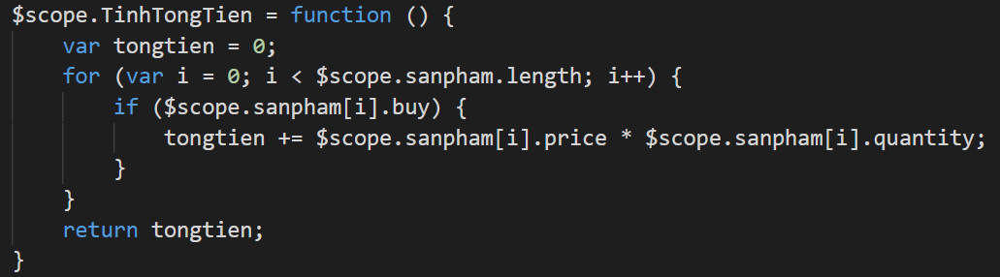 $scope.TinhTongTien = function () {
    var tongtien = 0;
    for (var i = 0; i < $scope.sanpham.length; i++) {
        if ($scope.sanpham[i].buy) {
            tongtien += $scope.sanpham[i].price * $scope.sanpham[i].quantity;
        }
    }
    return tongtien;
}